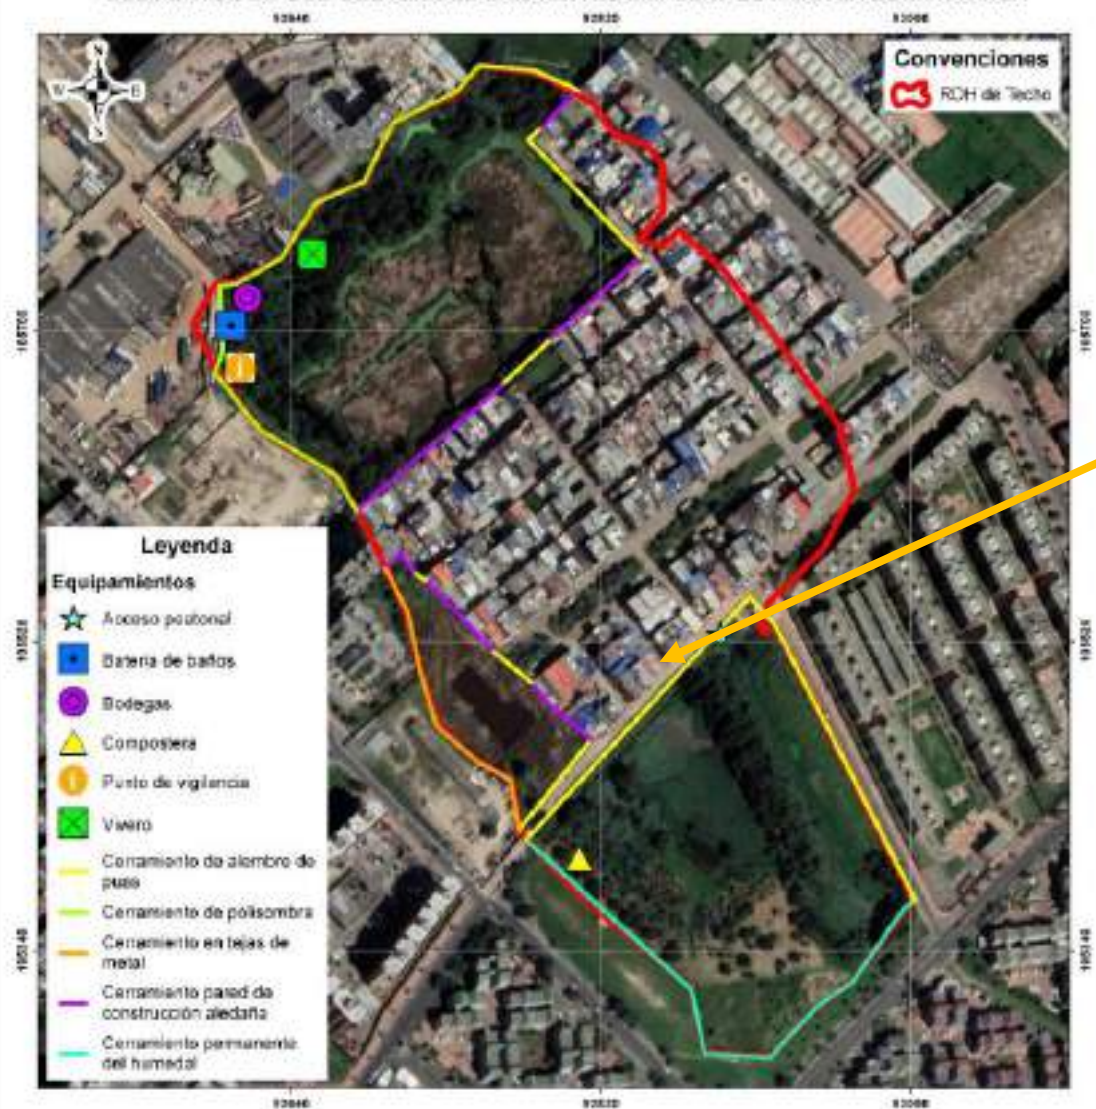 N
W E
S
Convenciones
RDH de Techo
Leyenda
Equipamientos
Acceso peatonal
Batería de baños
Bodegas
Compostera
Punto de vigilancia
Vivero
Cerramiento de alambre de
puas
Cerramiento de polisombra
Cerramiento en tejas de
metal
Cerramiento pared de
construcción aledaña
Cerramiento permanente
del humedal